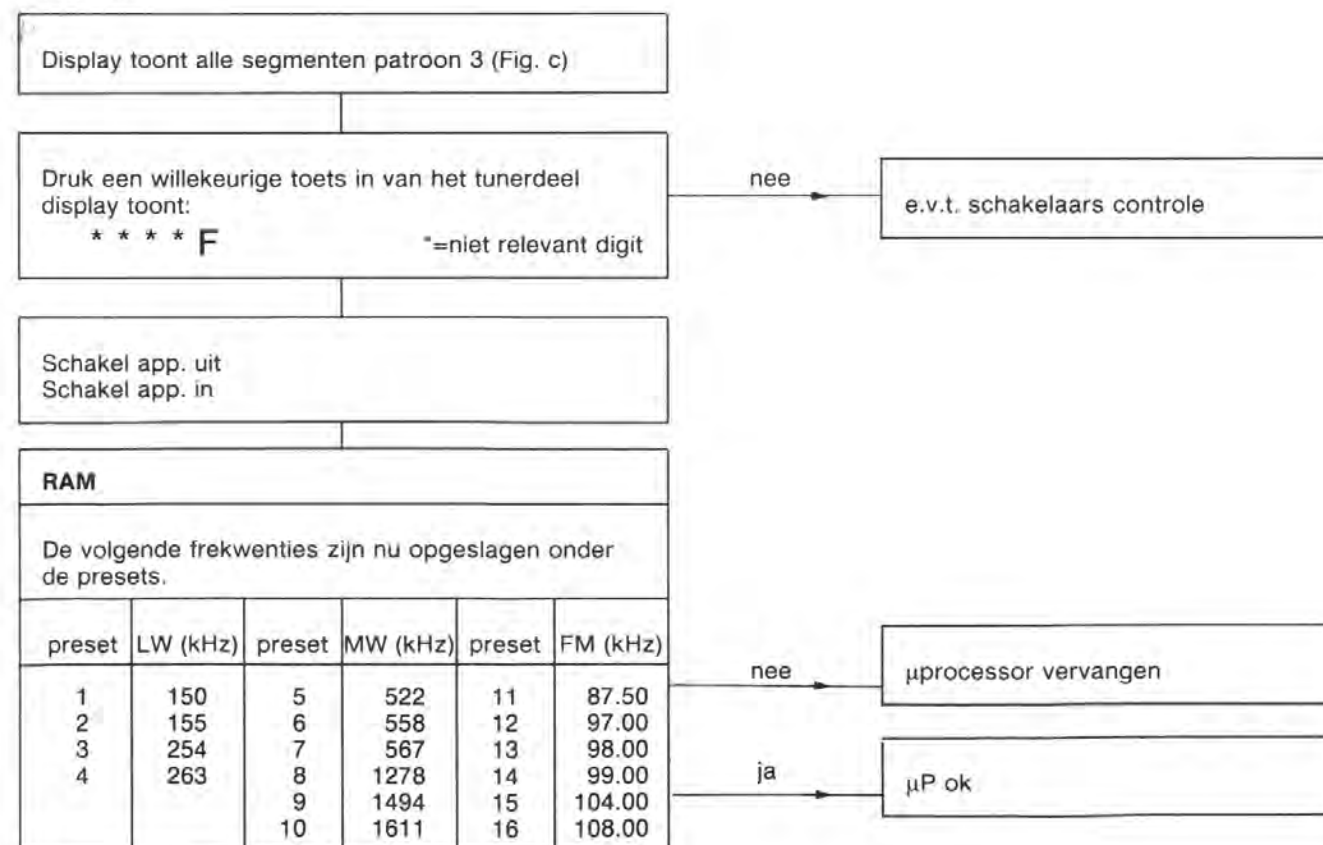 Display toont alle segmenten patroon 3 (Fig. c)
Druk een willekeurige toets in van het tunerdeel
display toont:
* * * * F *=niet relevant digit
nee
e.v.t. schakelaars controle
Schakel app. uit
Schakel app. in
RAM
De volgende frekwenties zijn nu opgeslagen onder
de presets.
preset LW (kHz) preset MW (kHz) preset FM (kHz)
1 150 5 522 11 87.50
2 155 6 558 12 97.00
3 254 7 567 13 98.00
4 263 8 1278 14 99.00
9 1494 15 104.00
10 1611 16 108.00
nee
µprocessor vervangen
ja
µP ok